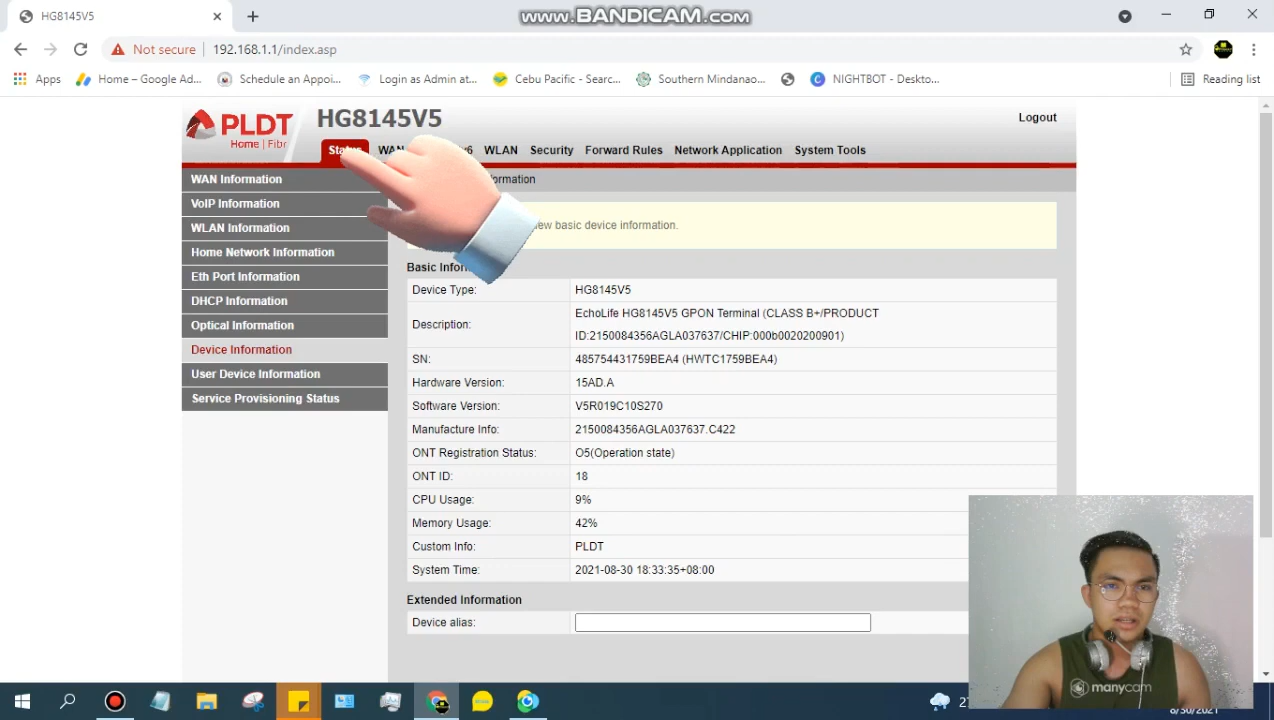 HG8145V5
www.BANDICAM.com
Not secure
192.168.1.1/index.asp
Apps
Home – Google Ad...
Schedule an Appoi...
Login as Admin at...
Cebu Pacific - Searc...
Southern Mindanao...
NIGHTBOT - Deskto...
Reading list
PLDT
Home | Fibr
HG8145V5
Logout
Status
WAN
WLAN
Security
Forward Rules
Network Application
System Tools
WAN Information
VoIP Information
WLAN Information
Home Network Information
Eth Port Information
DHCP Information
Optical Information
Device Information
User Device Information
Service Provisioning Status
basic device information.
Basic
Device Type: HG8145V5
Description: EchoLife HG8145V5 GPON Terminal (CLASS B+/PRODUCT
ID:2150084356AGLA037637/CHIP:000b0020200901)
SN: 485754431759BEA4 (HWTC1759BEA4)
Hardware Version: 15AD.A
Software Version: V5R019C10S270
Manufacture Info: 2150084356AGLA037637.C422
ONT Registration Status: O5(Operation state)
ONT ID: 18
CPU Usage: 9%
Memory Usage: 42%
Custom Info: PLDT
System Time: 2021-08-30 18:33:35+08:00
Extended Information
Device alias:
manycam
8/30/2021